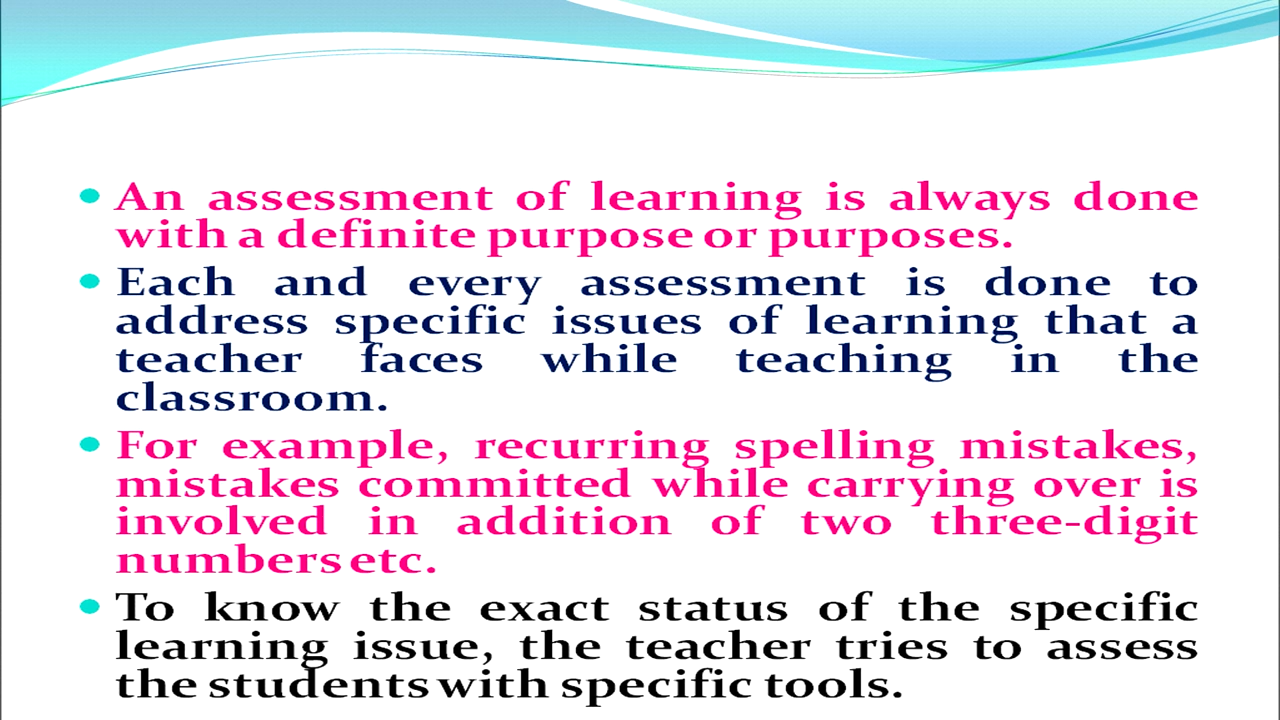 An assessment of learning is always done
with a definite purpose or purposes.
Each and every assessment is done to
address specific issues of learning that a
teacher faces while teaching in the
classroom.
For example, recurring spelling mistakes,
mistakes committed while carrying over is
involved in addition of two three-digit
numbers etc.
To know the exact status of the specific
learning issue, the teacher tries to assess
the students with specific tools.